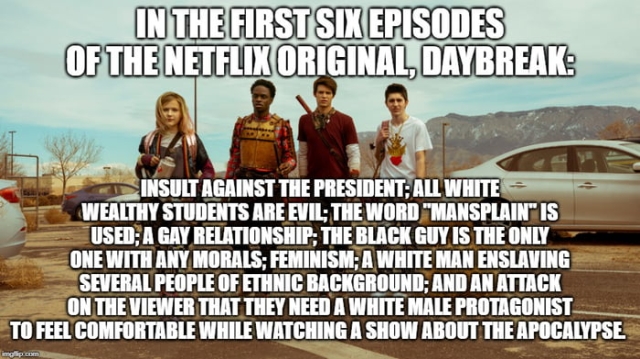 IN THE FIRST SIX EPISODES
OF THE NETFLIX ORIGINAL, DAYBREAK:
INSULT AGAINST THE PRESIDENT; ALL WHITE
WEALTHY STUDENTS ARE EVIL; THE WORD "MANSPLAIN" IS
USED; A GAY RELATIONSHIP; THE BLACK GUY IS THE ONLY
ONE WITH ANY MORALS; FEMINISM; A WHITE MAN ENSLAVING
SEVERAL PEOPLE OF ETHNIC BACKGROUND; AND AN ATTACK
ON THE VIEWER THAT THEY NEED A WHITE MALE PROTAGONIST
TO FEEL COMFORTABLE WHILE WATCHING A SHOW ABOUT THE APOCALYPSE.
imgflip.com